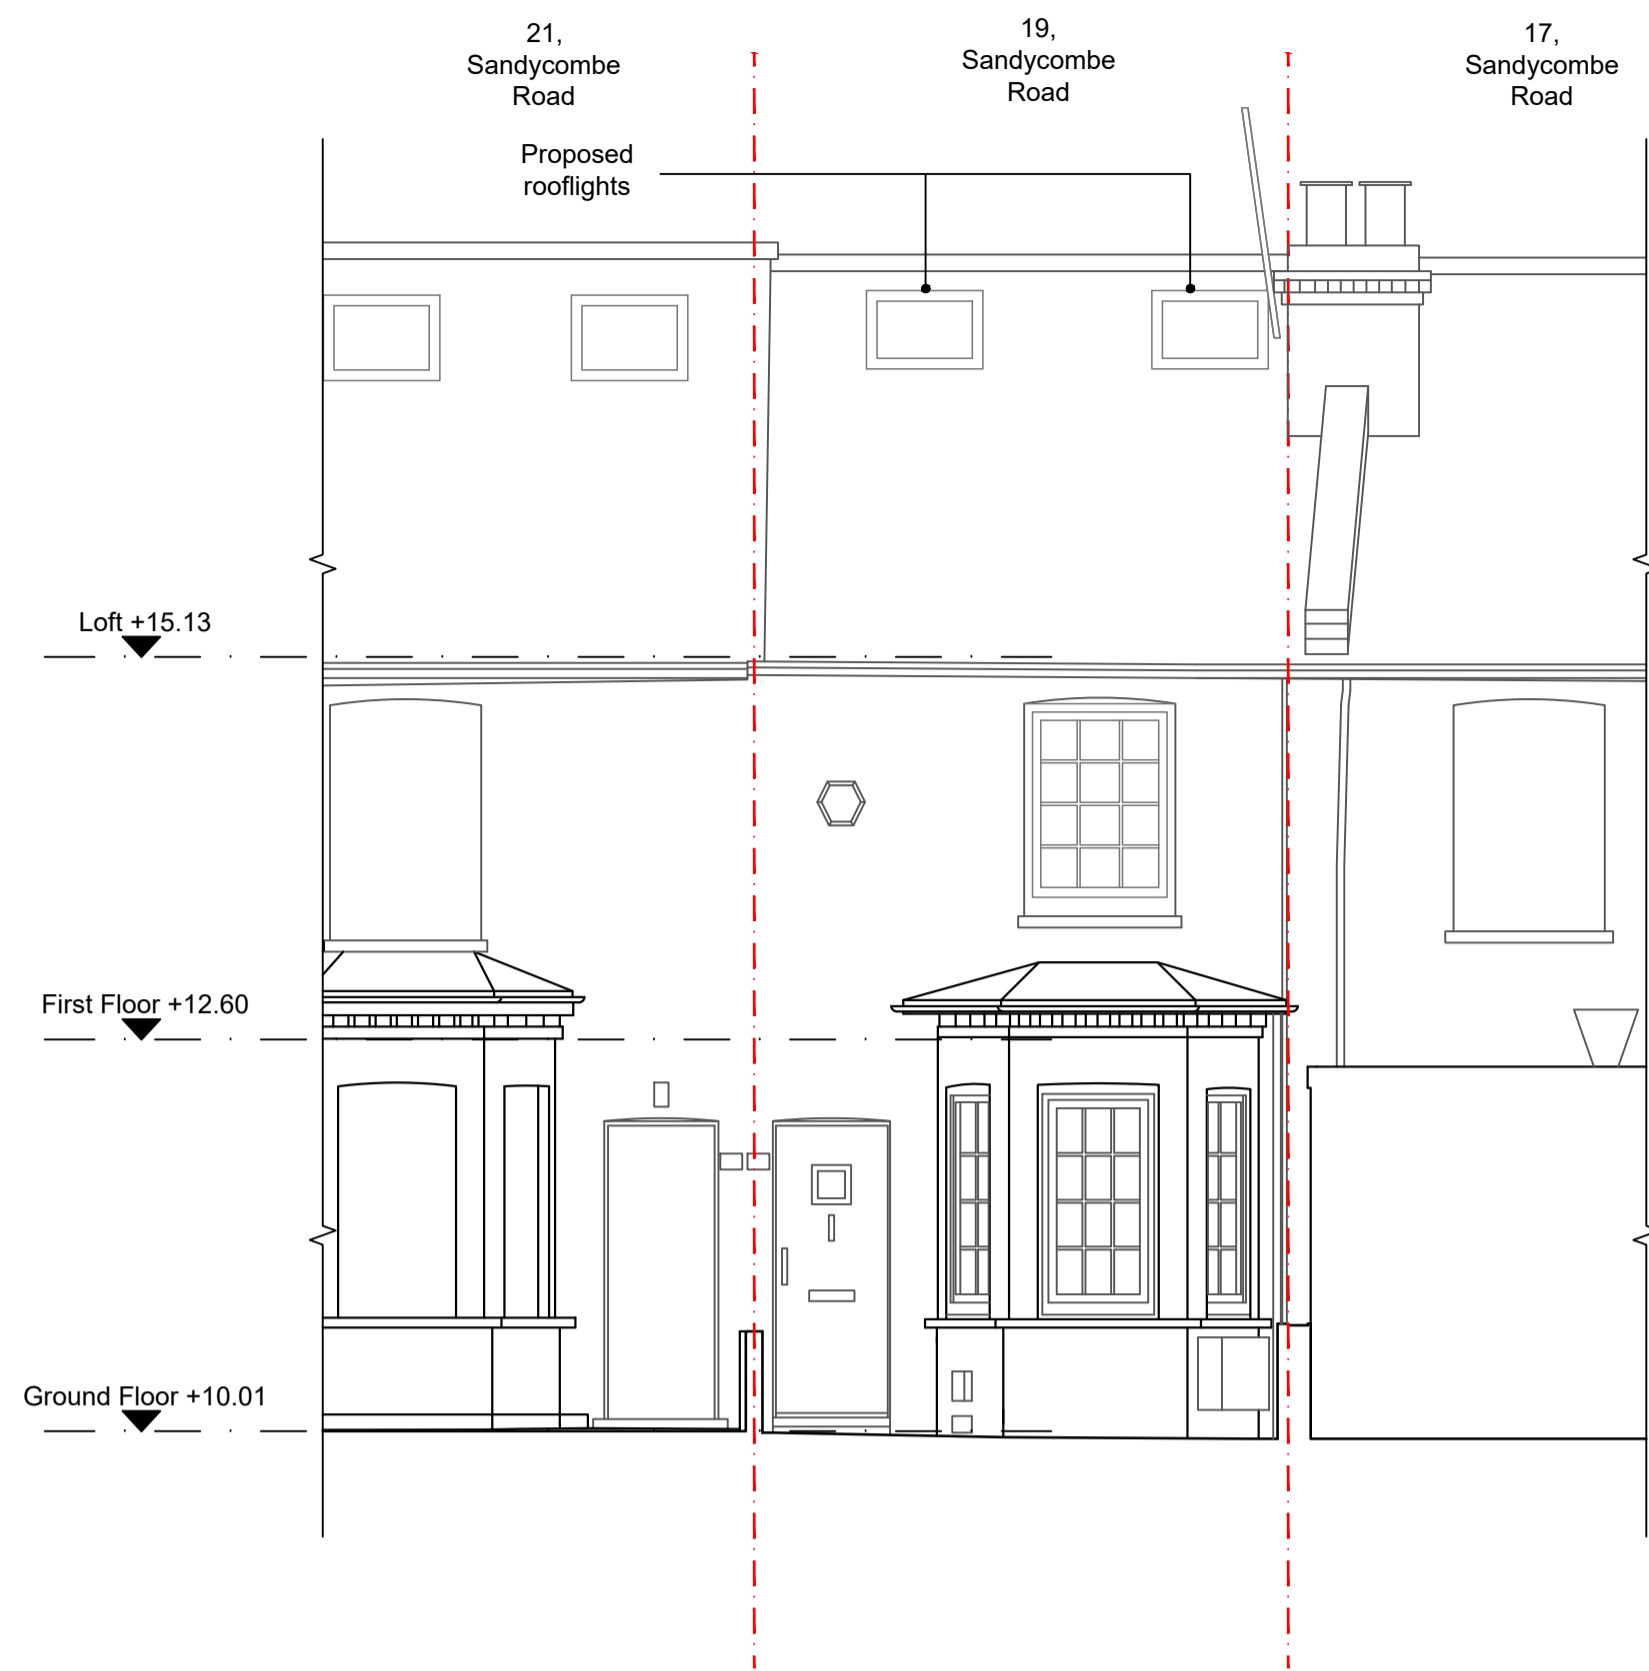 21,
Sandycombe
Road
19,
Sandycombe
Road
17,
Sandycombe
Road
Proposed
rooflights
Loft +15.13
First Floor +12.60
Ground Floor +10.01